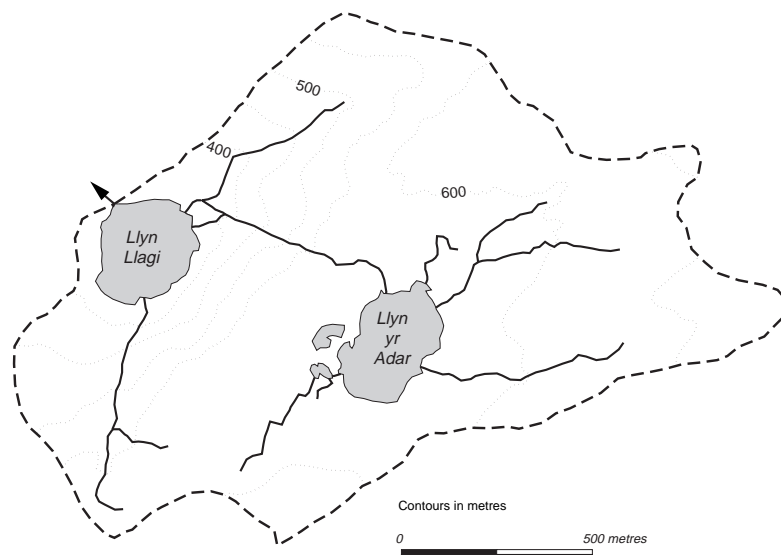 500
400
600
Llyn
Llagi
Llyn
yr
Adar
Contours in metres
0 500 metres